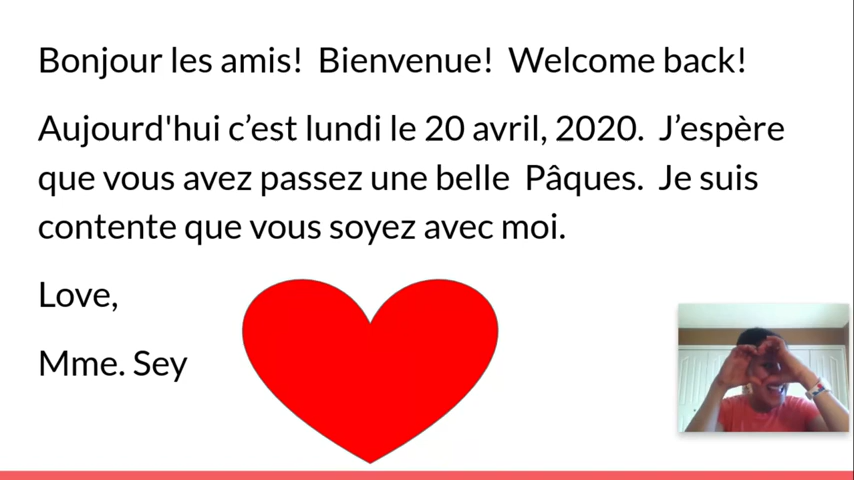 Bonjour les amis! Bienvenue! Welcome back!
Aujourd'hui c’est lundi le 20 avril, 2020. J’espère
que vous avez passez une belle Pâques. Je suis
contente que vous soyez avec moi.
Love,
Mme. Sey